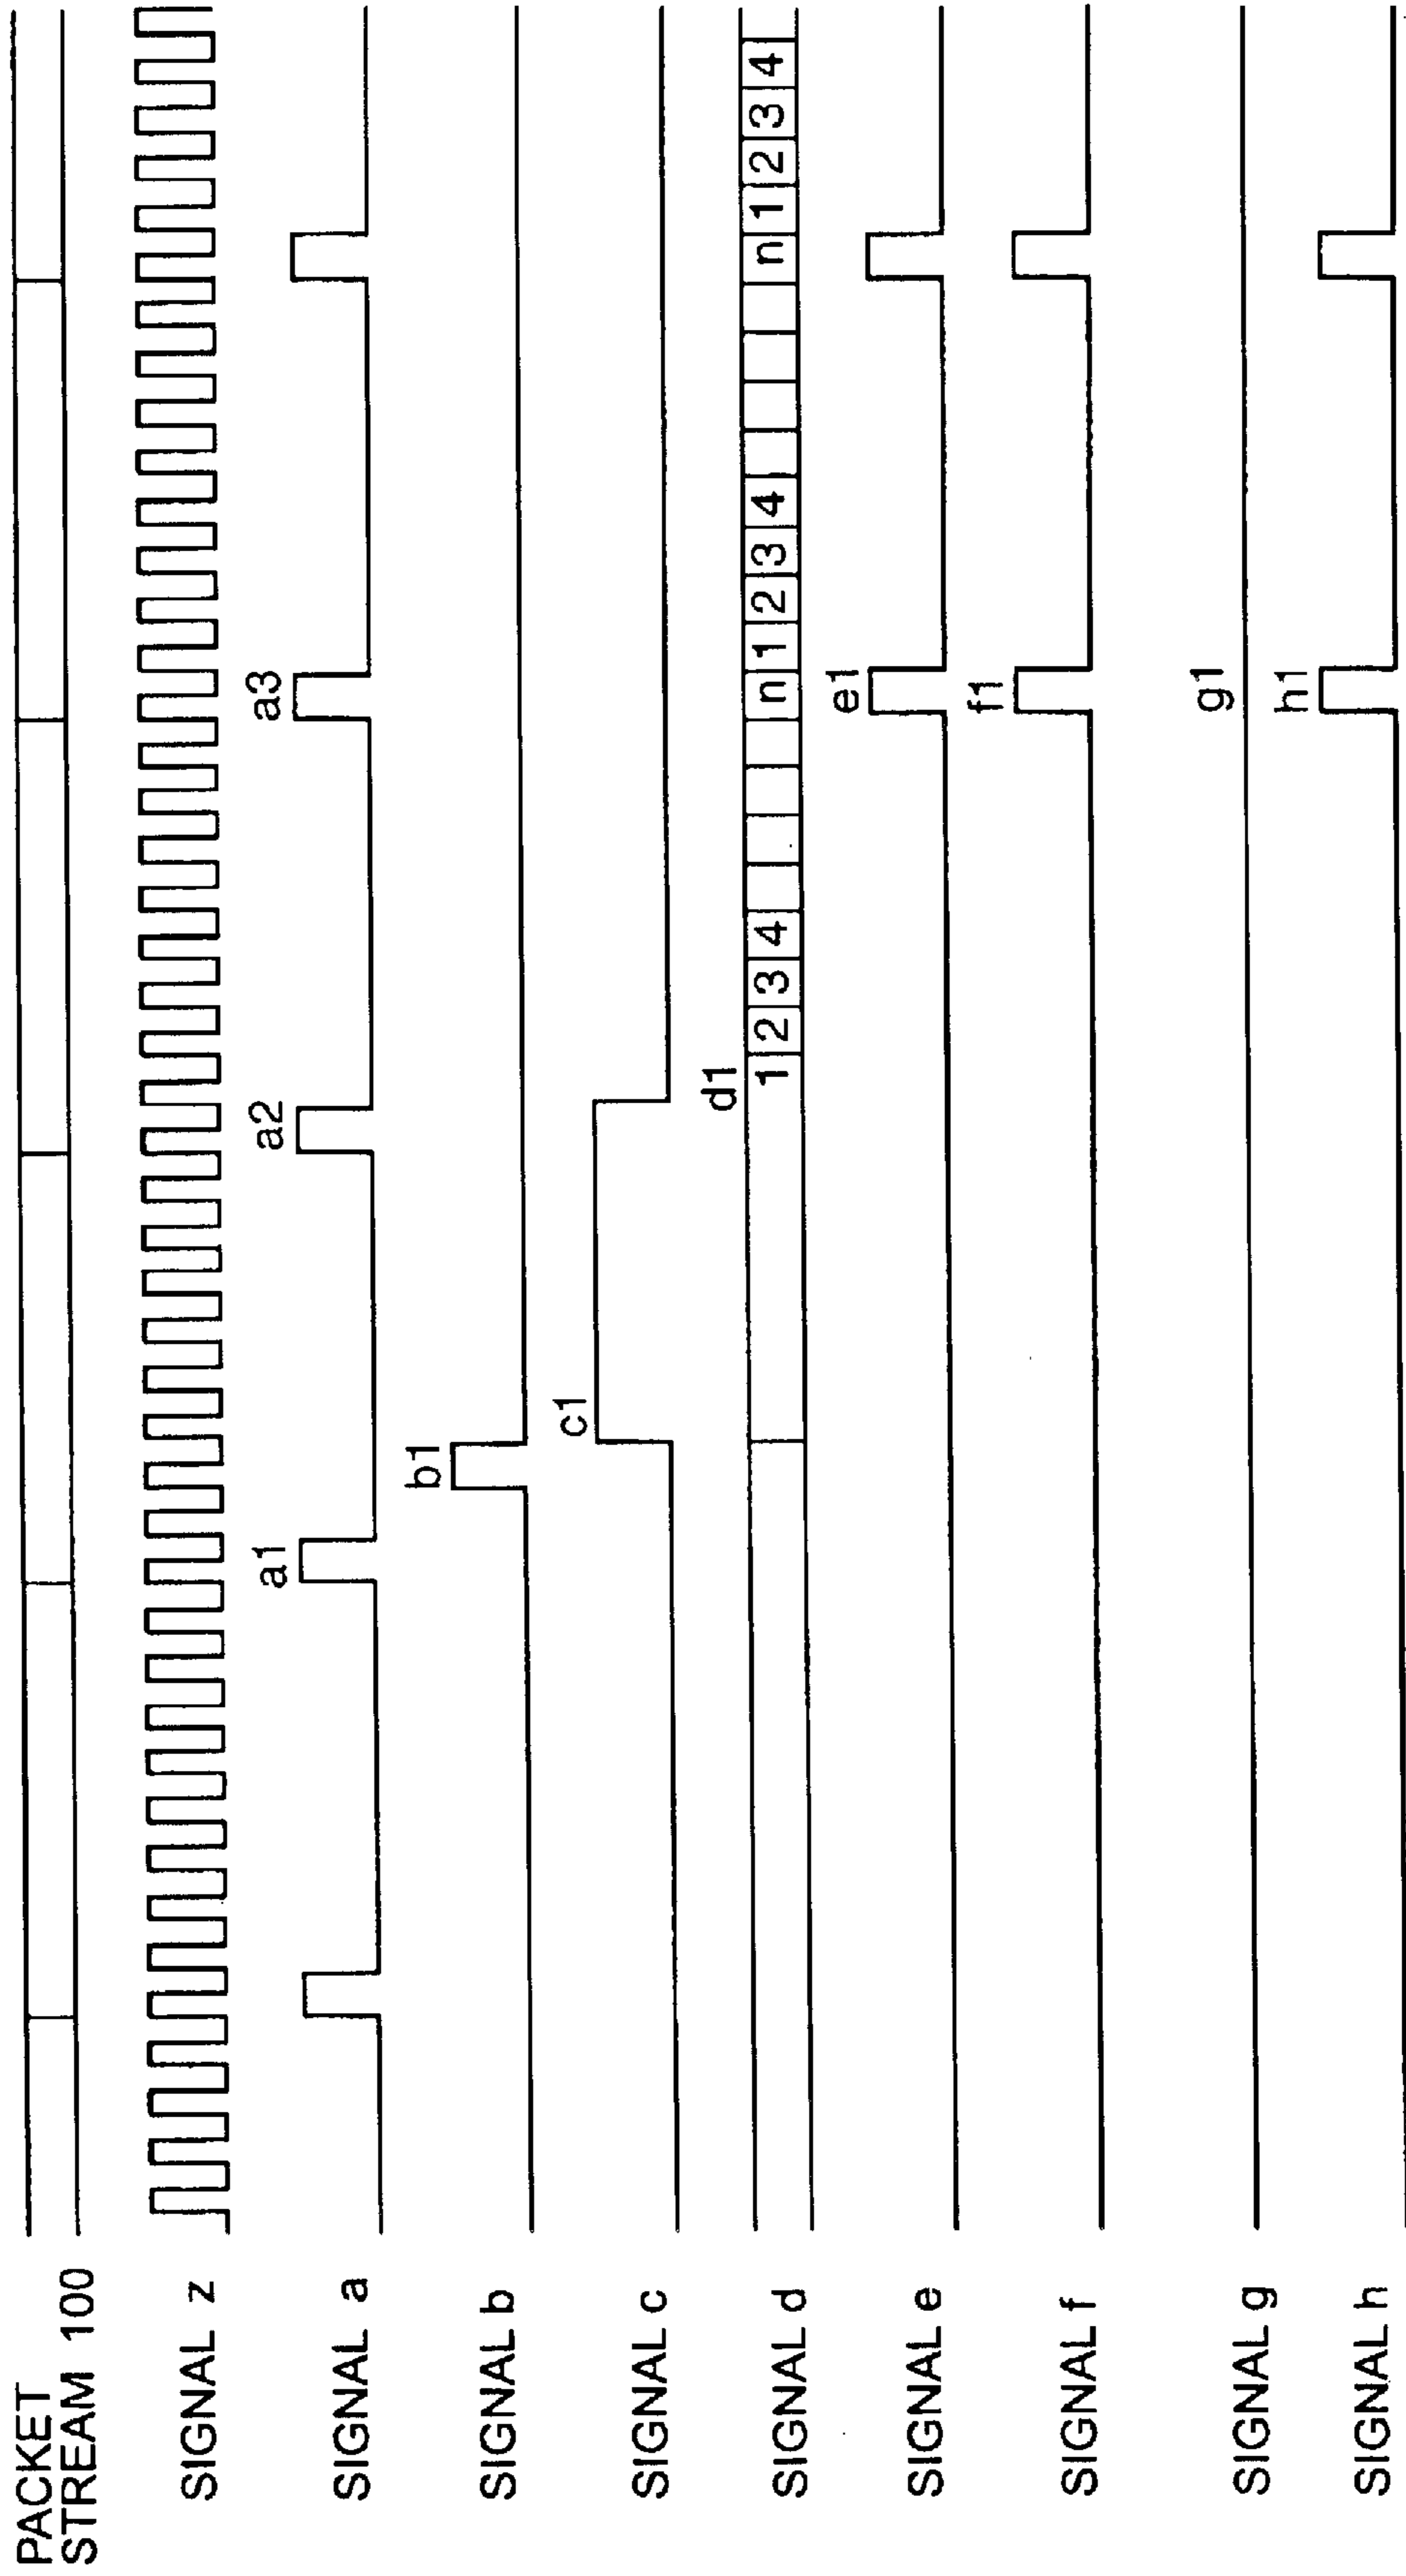 PACKET
STREAM 100
SIGNAL z
SIGNAL a
a1
a2
a3
SIGNAL b
b1
SIGNAL c
c1
SIGNAL d
d1
1 2 3 4 n 1 2 3 4 n 1 2 3 4
SIGNAL e
e1
SIGNAL f
f1
SIGNAL g
g1
SIGNAL h
h1